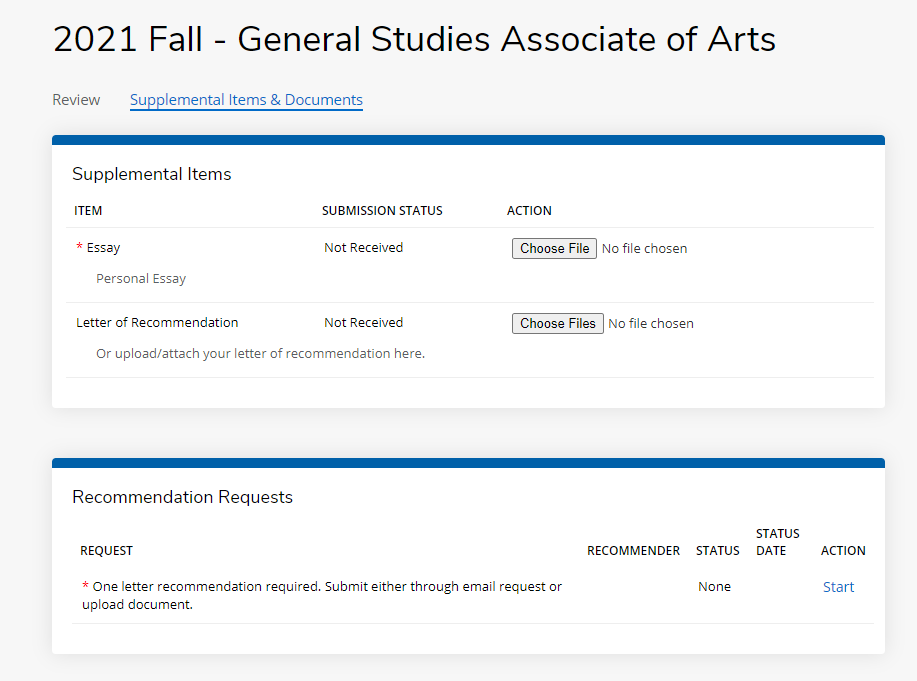 2021 Fall - General Studies Associate of Arts
Review Supplemental Items & Documents
Supplemental Items
ITEM SUBMISSION STATUS ACTION
* Essay Not Received Choose File No file chosen
Personal Essay
Letter of Recommendation Not Received Choose Files No file chosen
Or upload/attach your letter of recommendation here.
Recommendation Requests
REQUEST RECOMMENDER STATUS STATUS DATE ACTION
* One letter recommendation required. Submit either through email request or
upload document.
None Start